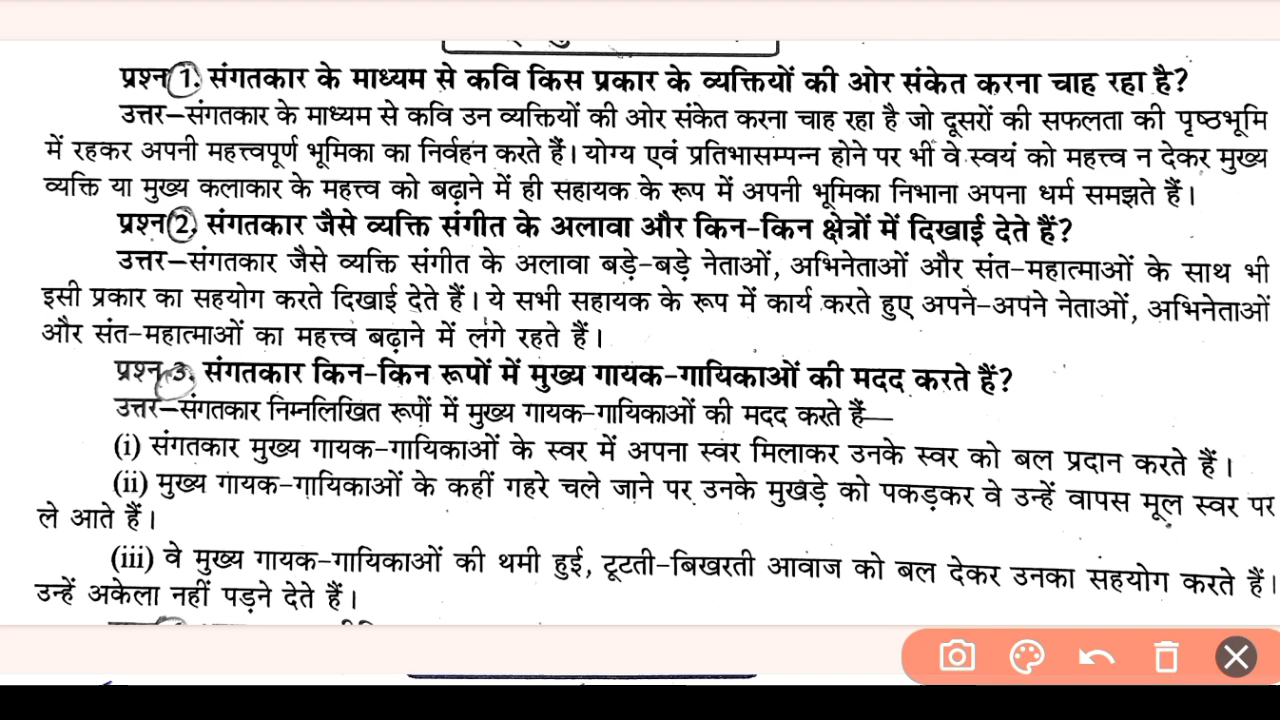 प्रश्न 1. संगतकार के माध्यम से कवि किस प्रकार के व्यक्तियों की ओर संकेत करना चाह रहा है?
उत्तर–संगतकार के माध्यम से कवि उन व्यक्तियों की ओर संकेत करना चाह रहा है जो दूसरों की सफलता की पृष्ठभूमि
में रहकर अपनी महत्त्वपूर्ण भूमिका का निर्वहन करते हैं। योग्य एवं प्रतिभासम्पन्न होने पर भी वे स्वयं को महत्त्व न देकर मुख्य
व्यक्ति या मुख्य कलाकार के महत्त्व को बढ़ाने में ही सहायक के रूप में अपनी भूमिका निभाना अपना धर्म समझते हैं।
प्रश्न 2. संगतकार जैसे व्यक्ति संगीत के अलावा और किन-किन क्षेत्रों में दिखाई देते हैं?
उत्तर–संगतकार जैसे व्यक्ति संगीत के अलावा बड़े-बड़े नेताओं, अभिनेताओं और संत-महात्माओं के साथ भी
इसी प्रकार का सहयोग करते दिखाई देते हैं। ये सभी सहायक के रूप में कार्य करते हुए अपने-अपने नेताओं, अभिनेताओं
और संत-महात्माओं का महत्त्व बढ़ाने में लगे रहते हैं।
प्रश्न 3. संगतकार किन-किन रूपों में मुख्य गायक-गायिकाओं की मदद करते हैं?
उत्तर–संगतकार निम्नलिखित रूपों में मुख्य गायक-गायिकाओं की मदद करते हैं—
(i) संगतकार मुख्य गायक-गायिकाओं के स्वर में अपना स्वर मिलाकर उनके स्वर को बल प्रदान करते हैं।
(ii) मुख्य गायक-गायिकाओं के कहीं गहरे चले जाने पर उनके मुखड़े को पकड़कर वे उन्हें वापस मूल स्वर पर
ले आते हैं।
(iii) वे मुख्य गायक-गायिकाओं की थमी हुई, टूटती-बिखरती आवाज को बल देकर उनका सहयोग करते हैं।
उन्हें अकेला नहीं पड़ने देते हैं।